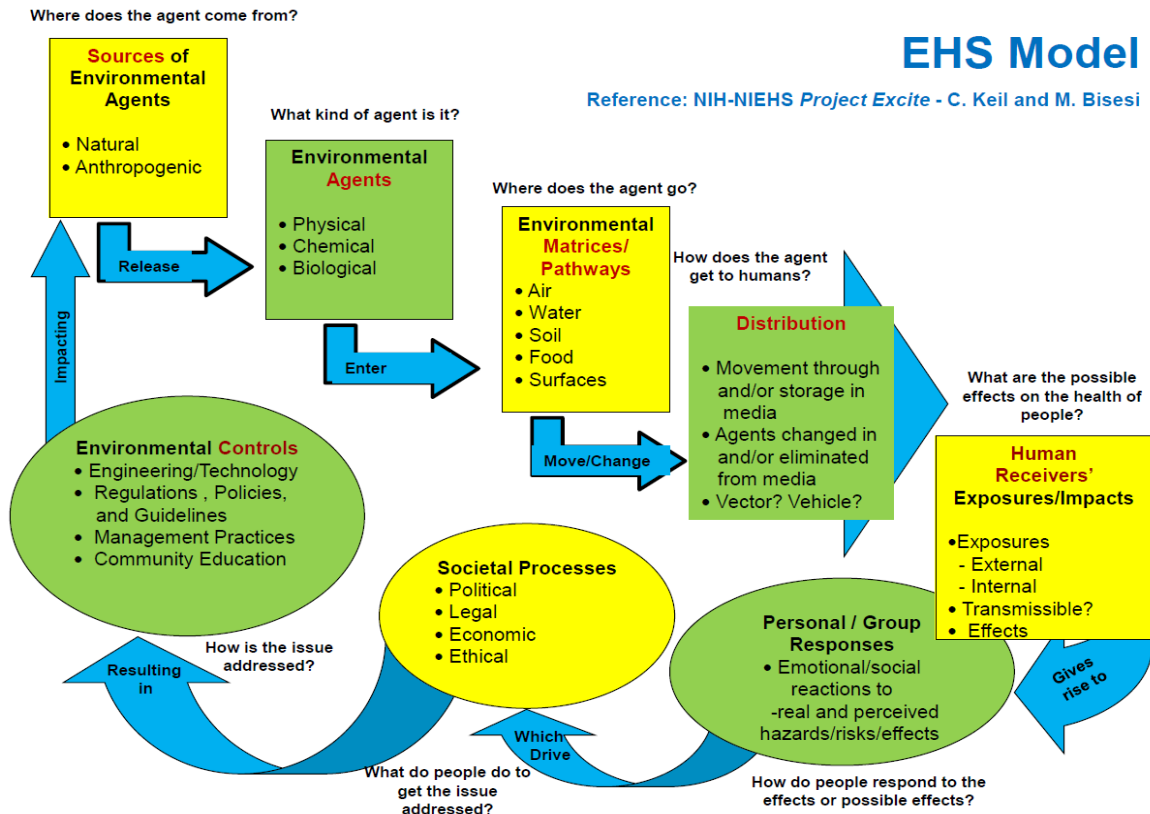 Where does the agent come from?
EHS Model
Reference: NIH-NIEHS Project Excite - C. Keil and M. Bisesi
Sources of
Environmental
Agents
• Natural
• Anthropogenic
Release
What kind of agent is it?
Environmental
Agents
• Physical
• Chemical
• Biological
Enter
Where does the agent go?
Environmental
Matrices/
Pathways
• Air
• Water
• Soil
• Food
• Surfaces
Move/Change
How does the agent
get to humans?
Distribution
• Movement through
and/or storage in
media
• Agents changed in
and/or eliminated
from media
• Vector? Vehicle?
What are the possible
effects on the health of
people?
Human
Receivers'
Exposures/Impacts
•Exposures
- External
- Internal
• Transmissible?
• Effects
Gives
rise to
Personal / Group
Responses
• Emotional/social
reactions to
-real and perceived
hazards/risks/effects
How do people respond to the
effects or possible effects?
Which
Drive
Societal Processes
• Political
• Legal
• Economic
• Ethical
What do people do to
get the issue
addressed?
Resulting
in
How is the issue
addressed?
Environmental Controls
• Engineering/Technology
• Regulations , Policies,
and Guidelines
• Management Practices
• Community Education
Impacting